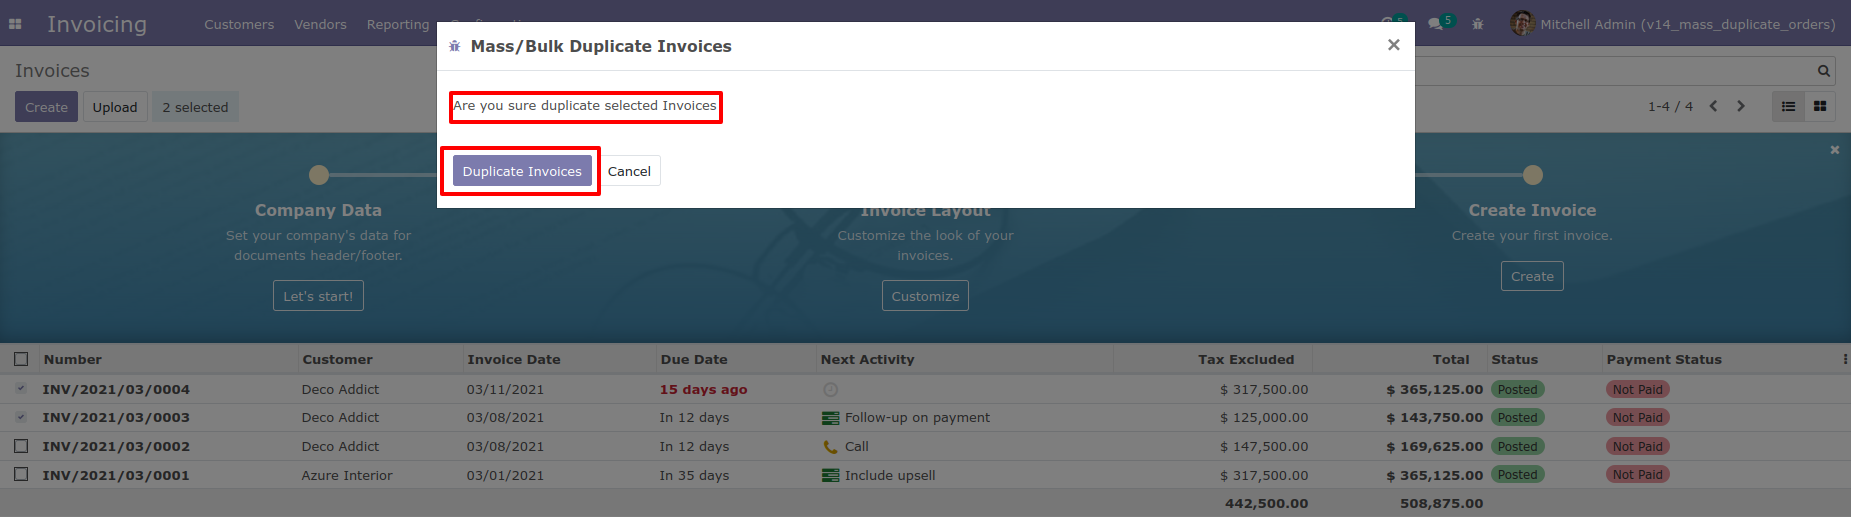 Invoicing Customers Vendors Reporting 5 5 Mitchell Admin (v14_mass_duplicate_orders)
Mass/Bulk Duplicate Invoices
Invoices
Create Upload 2 selected
Are you sure duplicate selected Invoices
1-4 / 4
Duplicate Invoices Cancel
Company Data Invoice Layout Create Invoice
Set your company's data for Customize the look of your Create your first invoice.
documents header/footer. invoices.
Let's start! Customize Create
Number Customer Invoice Date Due Date Next Activity Tax Excluded Total Status Payment Status
INV/2021/03/0004 Deco Addict 03/11/2021 15 days ago $ 317,500.00 $ 365,125.00 Posted Not Paid
INV/2021/03/0003 Deco Addict 03/08/2021 In 12 days Follow-up on payment $ 125,000.00 $ 143,750.00 Posted Not Paid
INV/2021/03/0002 Deco Addict 03/08/2021 In 12 days Call $ 147,500.00 $ 169,625.00 Posted Not Paid
INV/2021/03/0001 Azure Interior 03/01/2021 In 35 days Include upsell $ 317,500.00 $ 365,125.00 Posted Not Paid
442,500.00 508,875.00